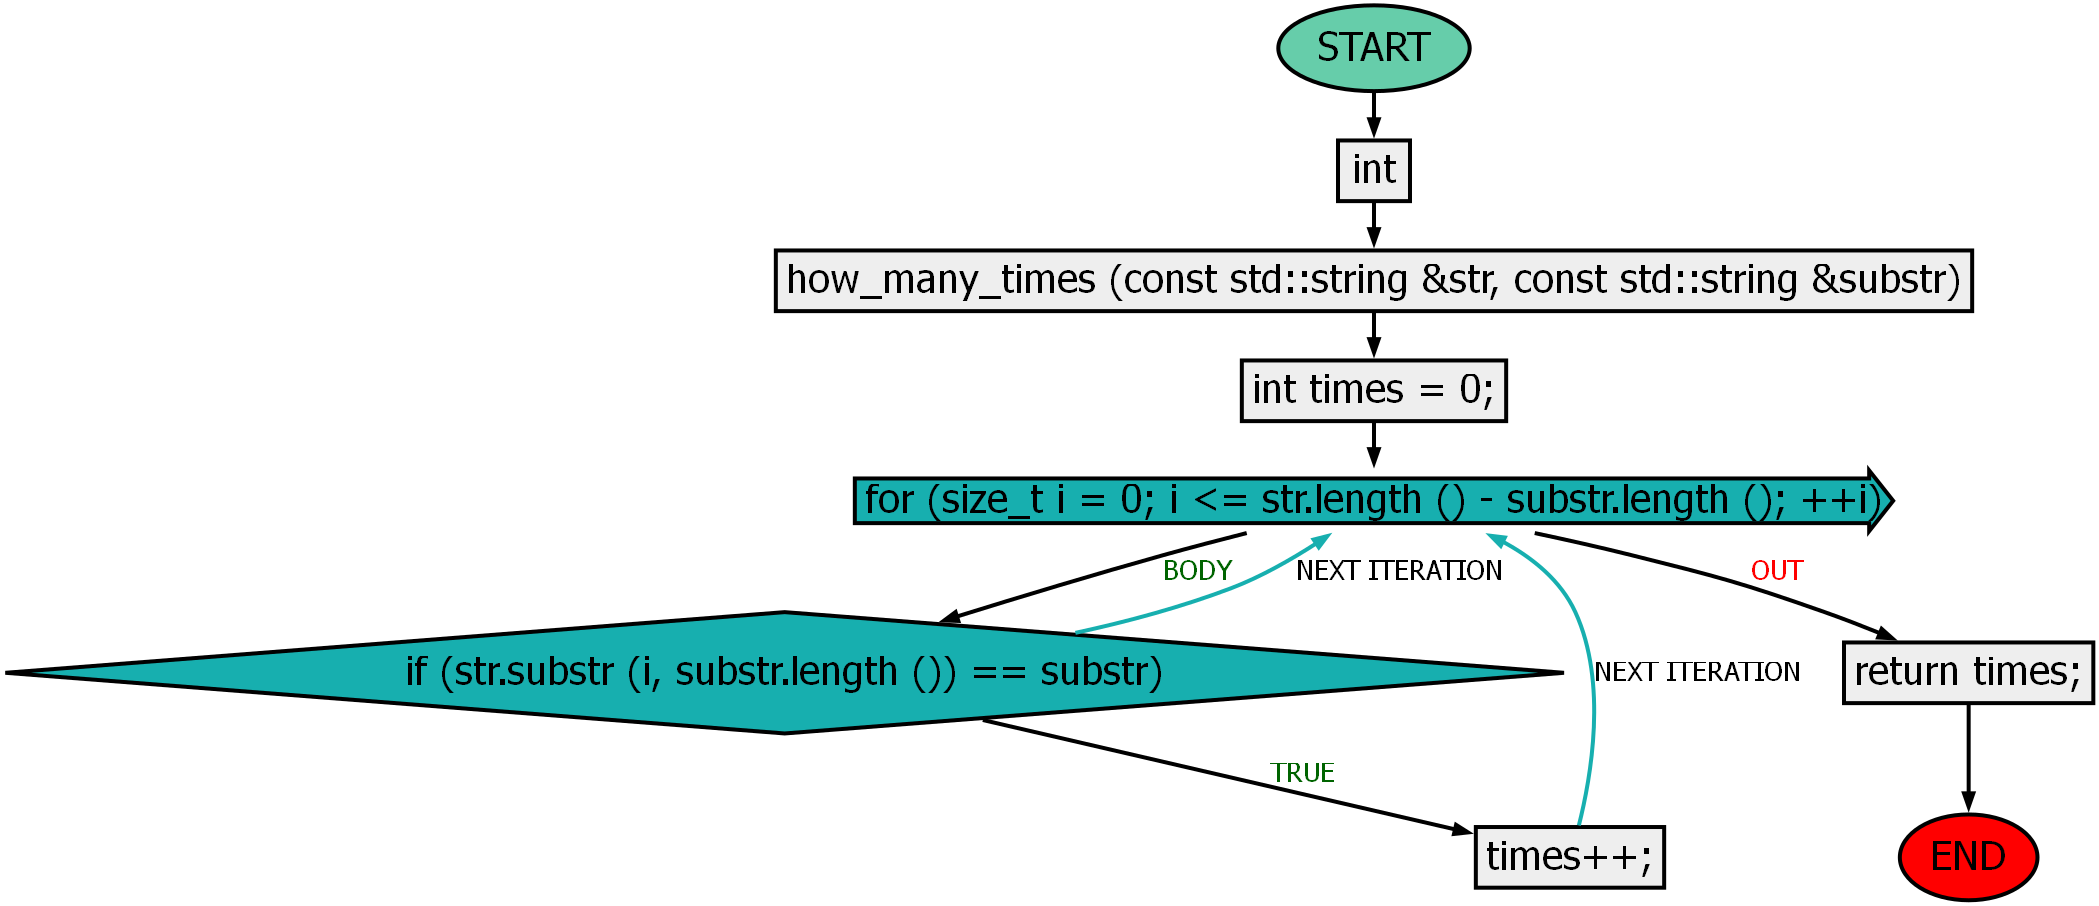 START
int
how_many_times (const std::string &str, const std::string &substr)
int times = 0;
for (size_t i = 0; i <= str.length () - substr.length (); ++i)
BODY
NEXT ITERATION
OUT
if (str.substr (i, substr.length ()) == substr)
NEXT ITERATION
return times;
TRUE
times++;
END